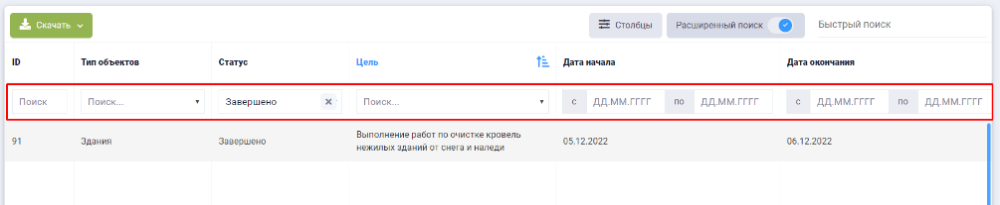 Скачать Столбцы Расширенный поиск Быстрый поиск
ID Тип объектов Статус Цель Дата начала Дата окончания
Поиск Поиск... Завершено Поиск... с ДД.ММ.ГГГГ по ДД.ММ.ГГГГ с ДД.ММ.ГГГГ по ДД.ММ.ГГГГ
91 Здания Завершено Выполнение работ по очистке кровель 05.12.2022 06.12.2022
нежилых зданий от снега и наледи